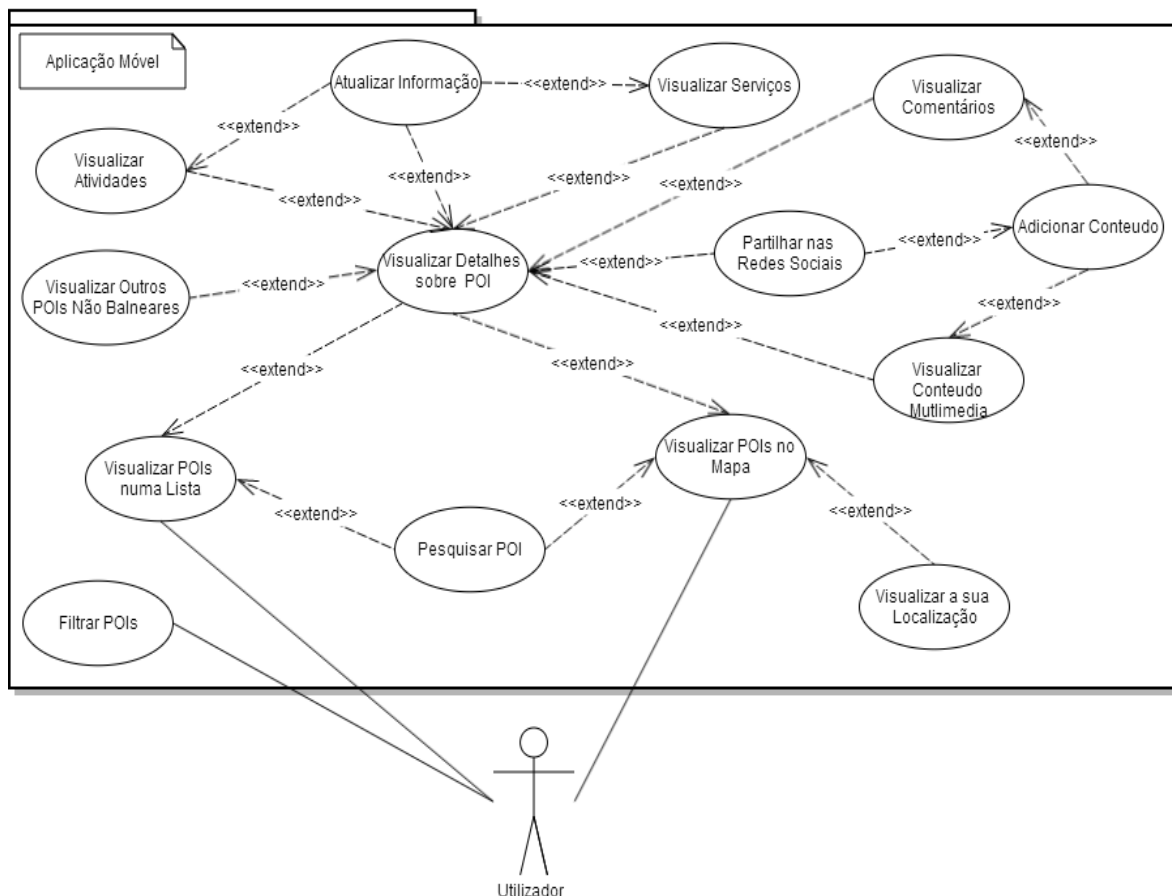 Aplicação Móvel
Atualizar Informação
<<extend>>
Visualizar Serviços
Visualizar
Comentários
<<extend>>
<<extend>>
Visualizar
Atividades
<<extend>>
<<extend>>
<<extend>>
<<extend>>
<<extend>>
Adicionar Conteudo
Partilhar nas
Redes Sociais
<<extend>>
Visualizar Detalhes
sobre POI
<<extend>>
Visualizar Outros
POIs Não Balneares
<<extend>>
<<extend>>
<<extend>>
<<extend>>
<<extend>>
Visualizar
Conteudo
Mutlimedia
Visualizar POIs
numa Lista
Visualizar POIs no
Mapa
<<extend>>
<<extend>>
<<extend>>
Pesquisar POI
Visualizar a sua
Localização
Filtrar POIs
Utilizador